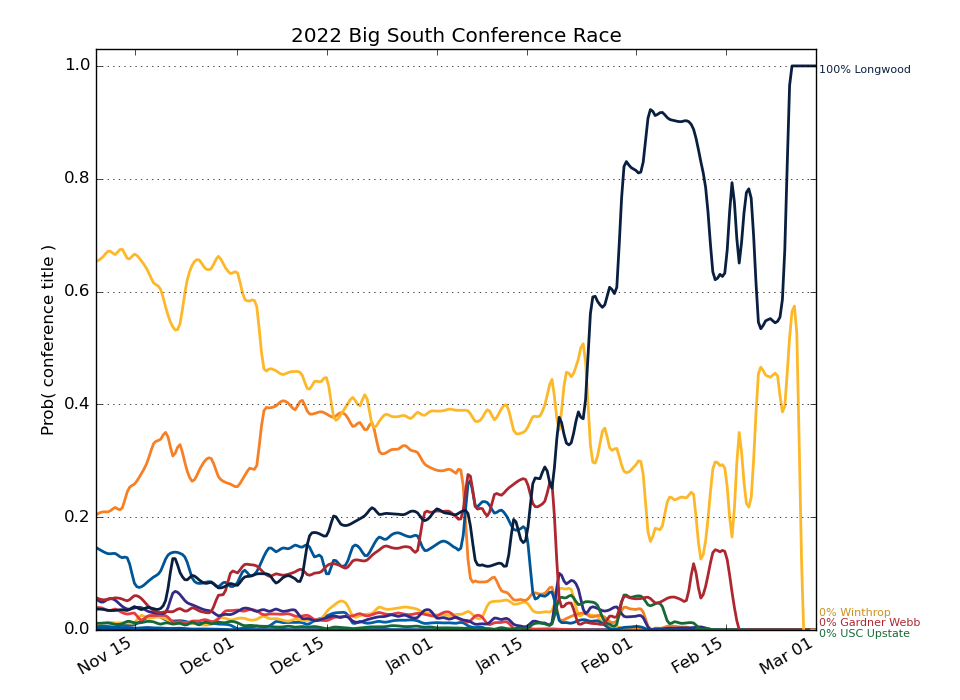 2022 Big South Conference Race
Prob( conference title )
1.0
0.8
0.6
0.4
0.2
0.0
Nov 15
Dec 01
Dec 15
Jan 01
Jan 15
Feb 01
Feb 15
Mar 01
100% Longwood
0% Winthrop
0% Gardner Webb
0% USC Upstate